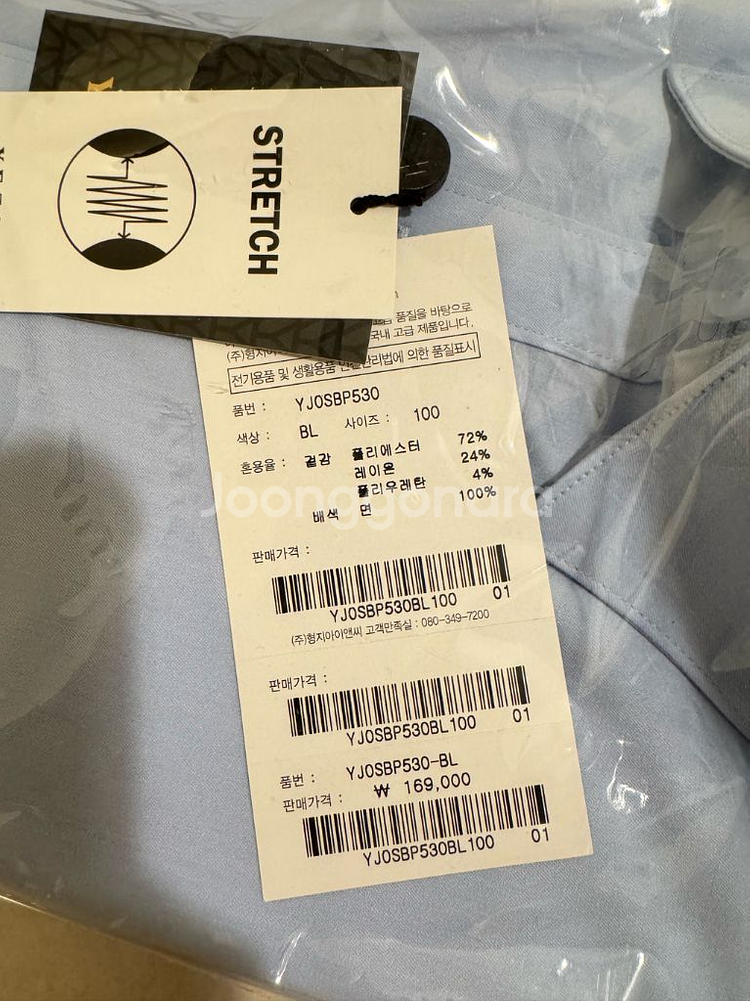 STRETCH
품질을 바탕으로
국내 고급 제품입니다.
(주)형지아이
전기용품 및 생활용품 안전관리법에 의한 품질표시
품번 : YJ0SBP530
색상 : BL 사이즈 : 100
혼용율 : 겉감 폴리에스터 72%
레이온 24%
폴리우레탄 4%
배색 면 100%
판매가격 :
YJ0SBP530BL100 01
(주)형지아이앤씨 고객만족실 : 080-349-7200
판매가격 :
YJ0SBP530BL100 01
품번 : YJ0SBP530-BL
판매가격 : ₩ 169,000
YJ0SBP530BL100 01
Joonggonara